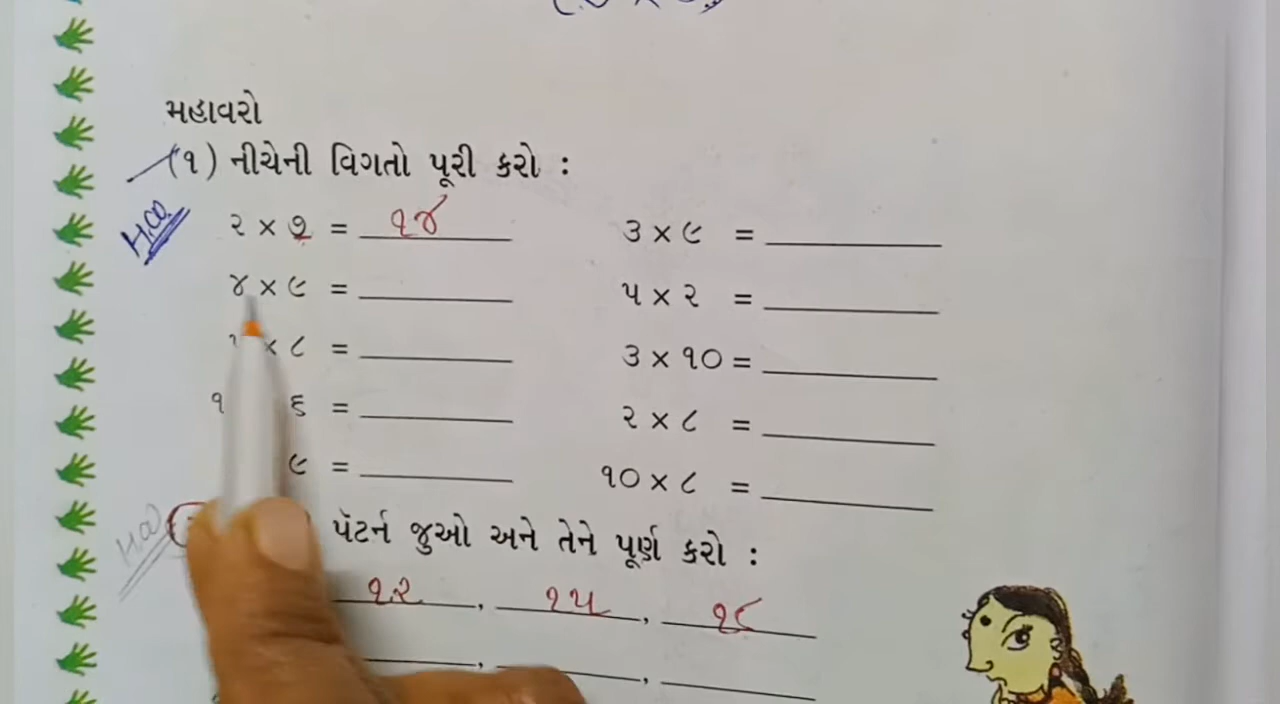 મહાવરો
(૧) નીચેની વિગતો પૂરી કરો :
H.W.
૨ × ૭ = ૧૪
૩ × ૯ =
૪ × ૯ =
૫ × ૨ =
× ૮ =
૩ × ૧૦ =
૧ ૬ =
૨ × ૮ =
૯ =
૧૦ × ૮ =
H.W. પૅટર્ન જુઓ અને તેને પૂર્ણ કરો :
૧૨ , ૧૫ , ૧૮
, ,